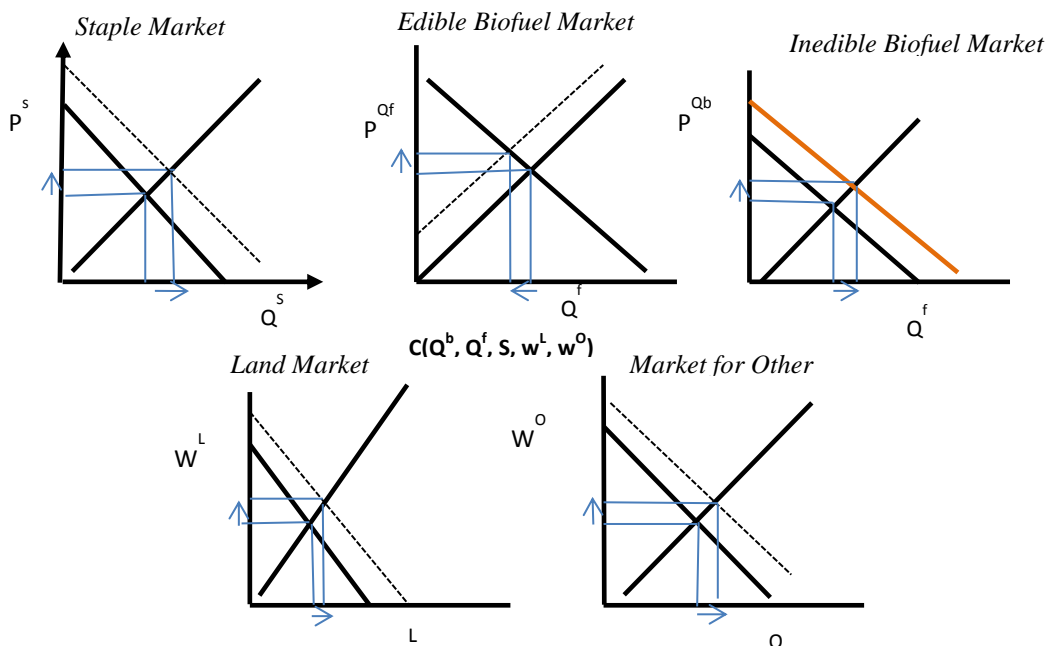 Staple Market
Edible Biofuel Market
Inedible Biofuel Market
P^s
P^Qf
P^Qb
Q^s
Q^f
Q^f
C(Q^b, Q^f, S, w^L, w^O)
Land Market
Market for Other
W^L
W^O
L
O